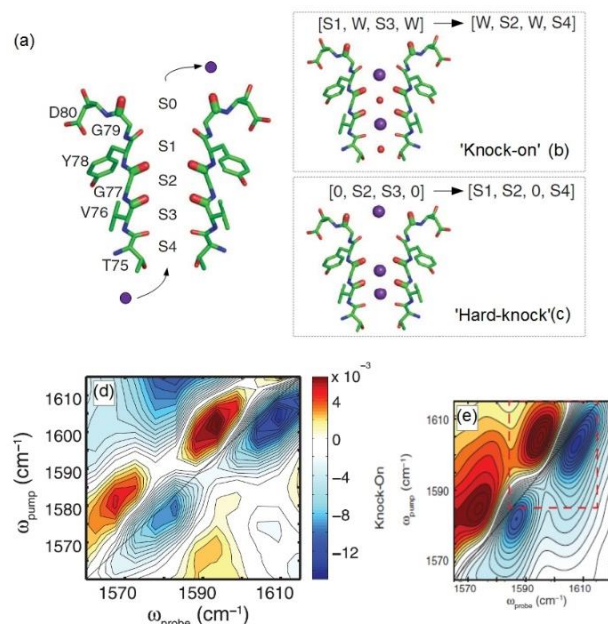 (a)
S0
D80
G79
S1
Y78
S2
G77
S3
V76
S4
T75
[S1, W, S3, W] → [W, S2, W, S4]
'Knock-on' (b)
[0, S2, S3, 0] → [S1, S2, 0, S4]
'Hard-knock'(c)
(d)
1610
1600
1590
1580
1570
ωpump (cm⁻¹)
1570
1590
1610
ωprobe (cm⁻¹)
x 10⁻³
8
4
0
−4
−8
−12
Knock-On
(e)
1610
1590
1570
ωpump (cm⁻¹)
1570
1590
1610
ωprobe (cm⁻¹)